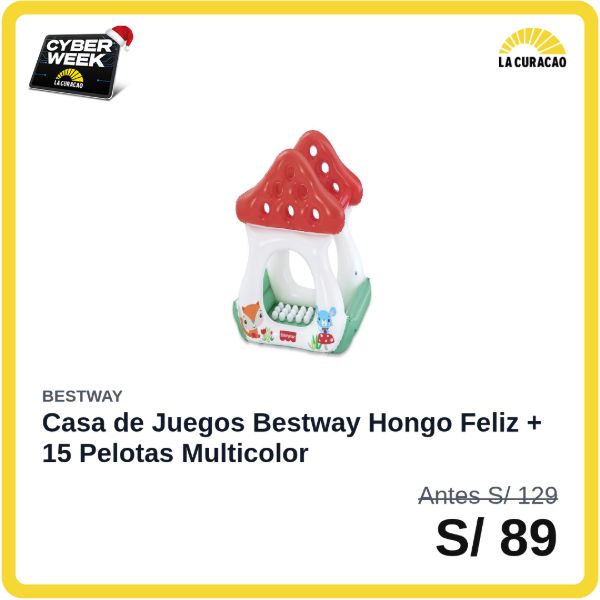 CYBER
WEEK
LA CURACAO
LA CURACAO
BESTWAY
Casa de Juegos Bestway Hongo Feliz +
15 Pelotas Multicolor
Antes S/ 129
S/ 89